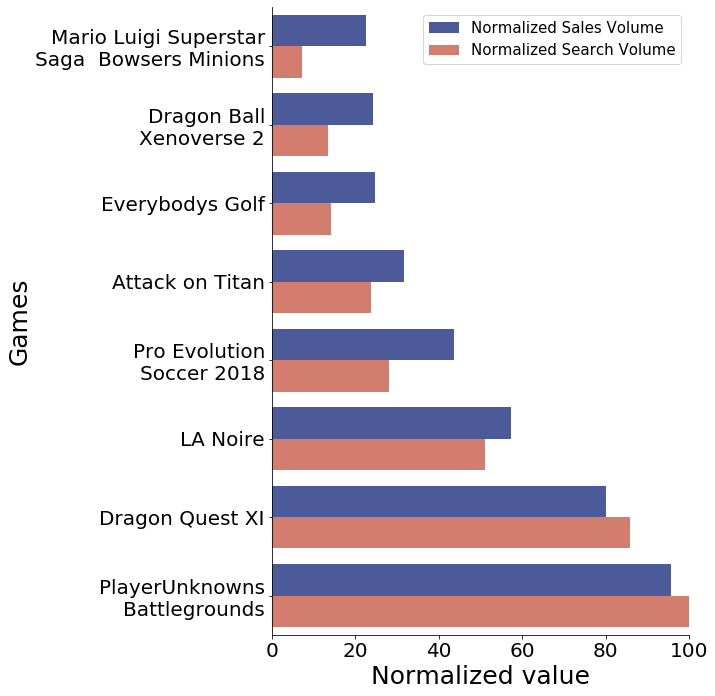 Normalized Sales Volume
Normalized Search Volume
Mario Luigi Superstar
Saga  Bowsers Minions
Dragon Ball
Xenoverse 2
Everybodys Golf
Attack on Titan
Pro Evolution
Soccer 2018
LA Noire
Dragon Quest XI
PlayerUnknowns
Battlegrounds
Games
0 20 40 60 80 100
Normalized value